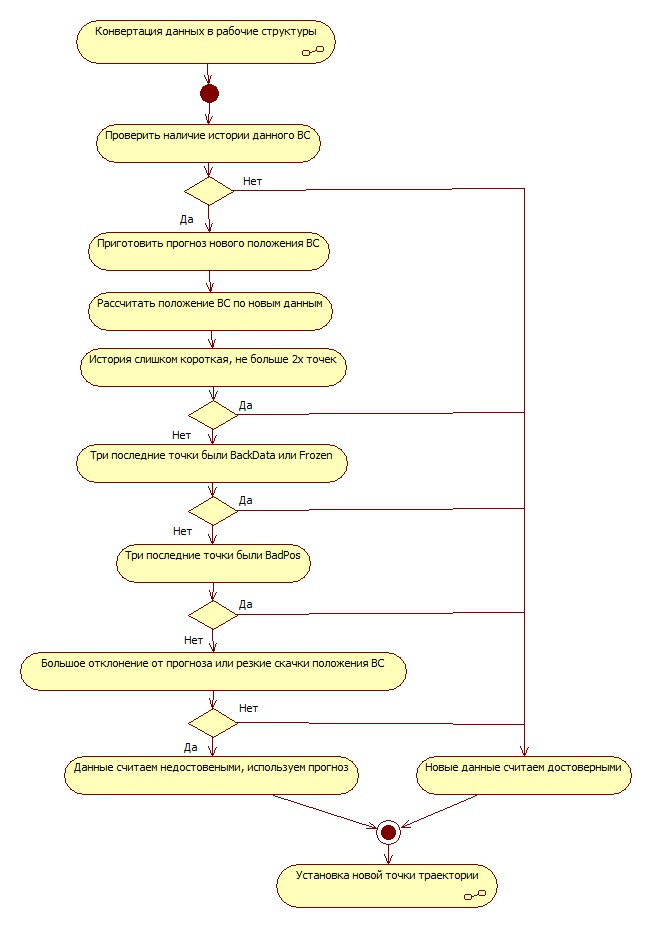 Конвертация данных в рабочие структуры
Проверить наличие истории данного ВС
Нет
Да
Приготовить прогноз нового положения ВС
Рассчитать положение ВС по новым данным
История слишком короткая, не больше 2х точек
Да
Нет
Три последние точки были BackData или Frozen
Да
Нет
Три последние точки были BadPos
Да
Нет
Большое отклонение от прогноза или резкие скачки положения ВС
Нет
Да
Данные считаем недостовеными, используем прогноз
Новые данные считаем достоверными
Установка новой точки траектории